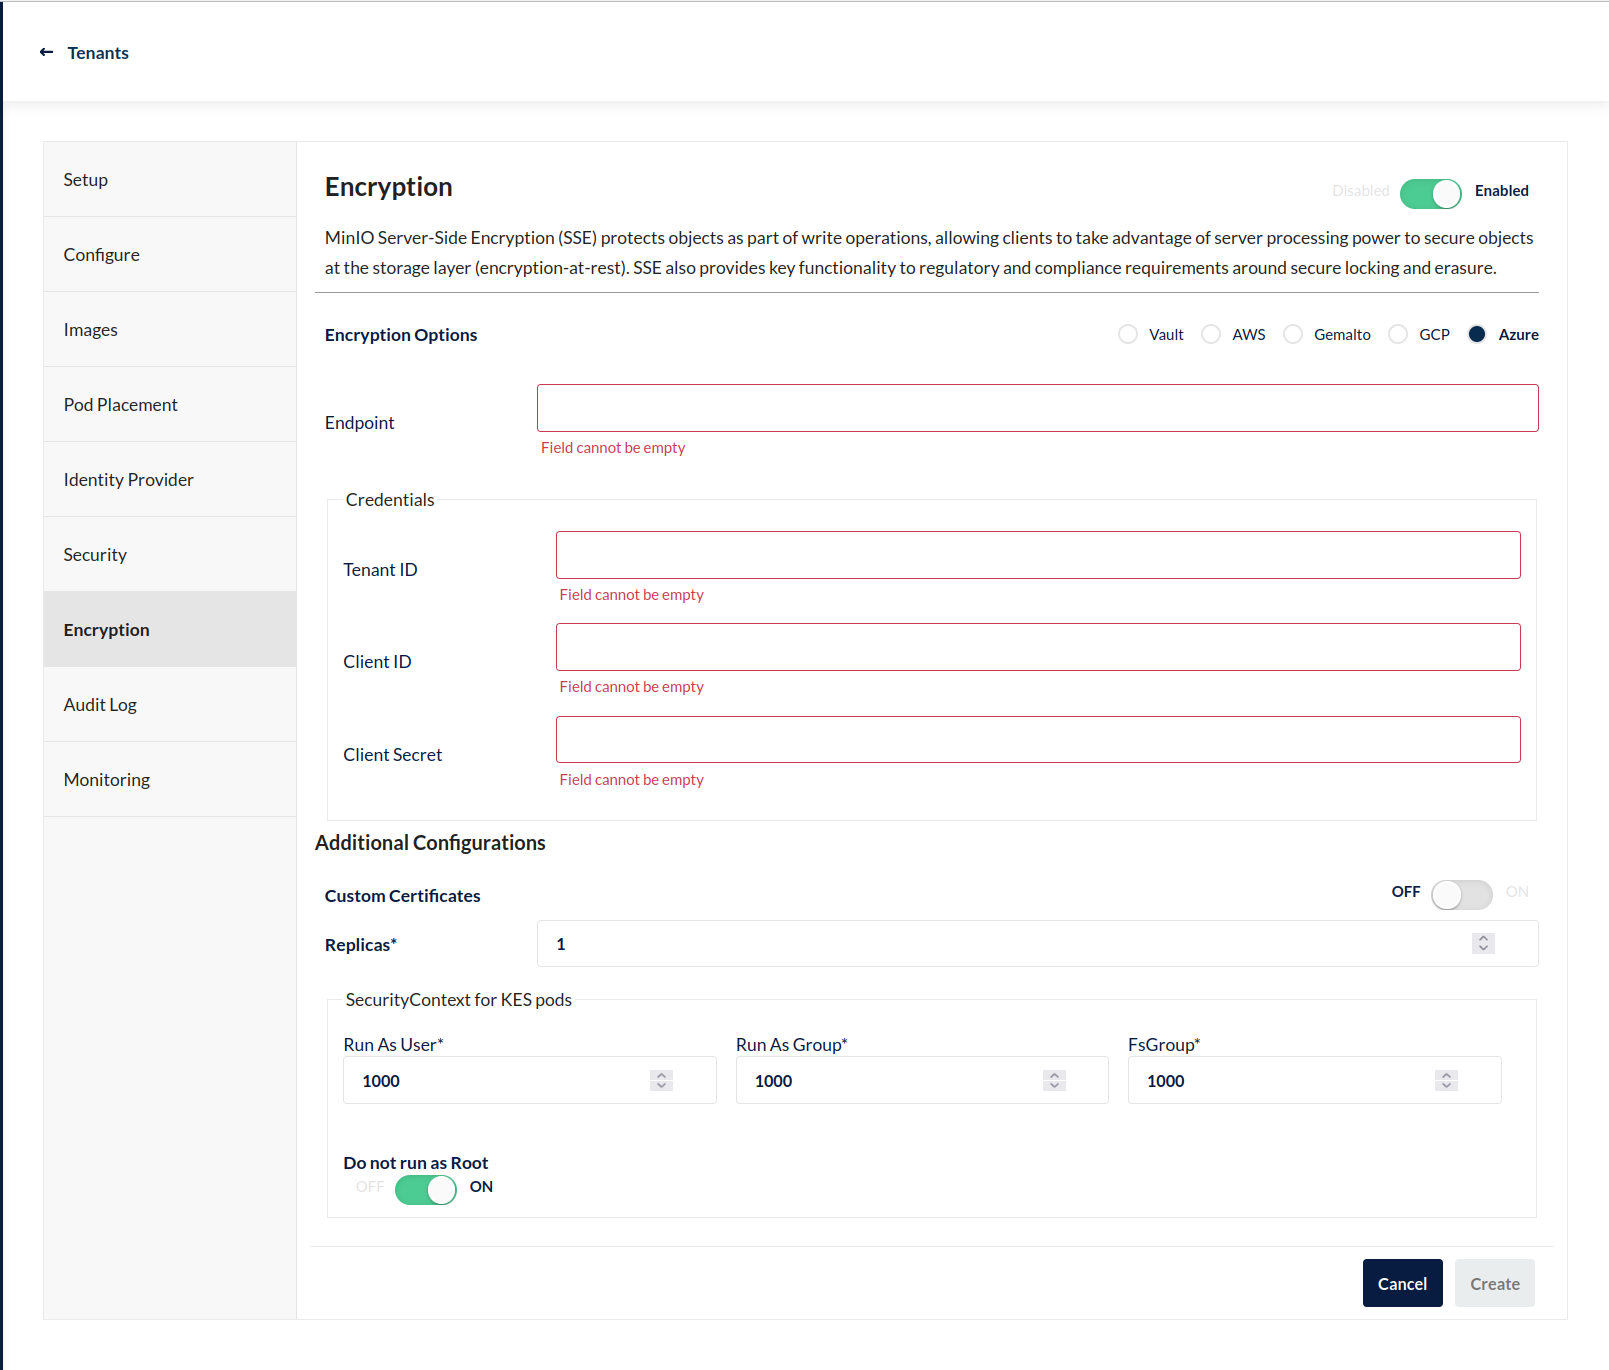 ← Tenants
Setup
Configure
Images
Pod Placement
Identity Provider
Security
Encryption
Audit Log
Monitoring
Encryption
Disabled Enabled
MinIO Server-Side Encryption (SSE) protects objects as part of write operations, allowing clients to take advantage of server processing power to secure objects
at the storage layer (encryption-at-rest). SSE also provides key functionality to regulatory and compliance requirements around secure locking and erasure.
Encryption Options Vault AWS Gemalto GCP Azure
Endpoint
Field cannot be empty
Credentials
Tenant ID
Field cannot be empty
Client ID
Field cannot be empty
Client Secret
Field cannot be empty
Additional Configurations
Custom Certificates OFF ON
Replicas* 1
SecurityContext for KES pods
Run As User* Run As Group* FsGroup*
1000 1000 1000
Do not run as Root
OFF ON
Cancel Create